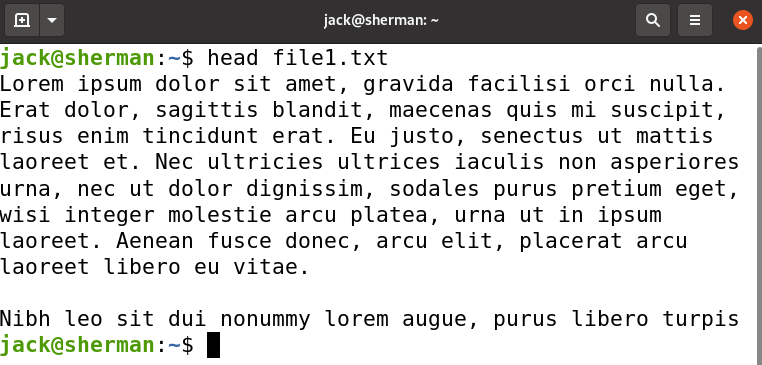 jack@sherman: ~
jack@sherman:~$ head file1.txt
Lorem ipsum dolor sit amet, gravida facilisi orci nulla.
Erat dolor, sagittis blandit, maecenas quis mi suscipit,
risus enim tincidunt erat. Eu justo, senectus ut mattis
laoreet et. Nec ultricies ultrices iaculis non asperiores
urna, nec ut dolor dignissim, sodales purus pretium eget,
wisi integer molestie arcu platea, urna ut in ipsum
laoreet. Aenean fusce donec, arcu elit, placerat arcu
laoreet libero eu vitae.

Nibh leo sit dui nonummy lorem augue, purus libero turpis
jack@sherman:~$